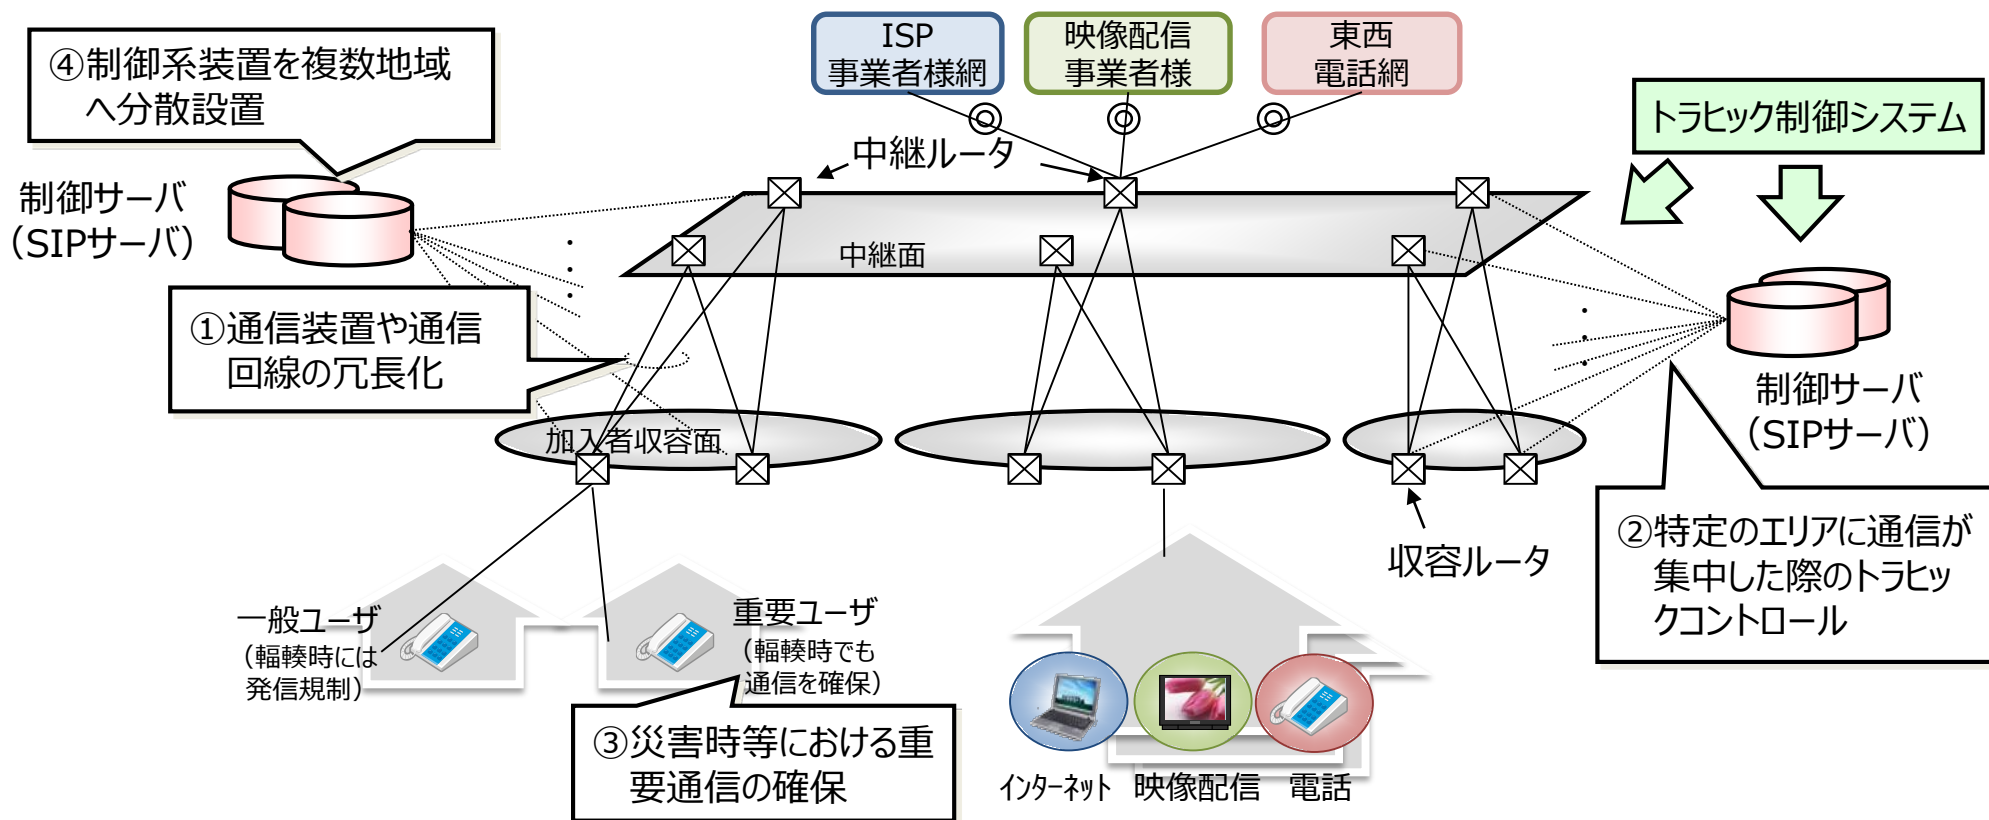 ④制御系装置を複数地域
へ分散設置
ISP
事業者様網
映像配信
事業者様
東西
電話網
トラヒック制御システム
中継ルータ
制御サーバ
（SIPサーバ）
中継面
①通信装置や通信
回線の冗長化
制御サーバ
（SIPサーバ）
加入者収容面
収容ルータ
②特定のエリアに通信が
集中した際のトラヒッ
クコントロール
一般ユーザ
（輻輳時には
発信規制）
重要ユーザ
（輻輳時でも
通信を確保）
③災害時等における重
要通信の確保
インターネット
映像配信
電話